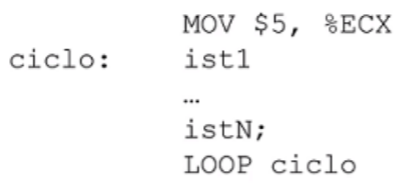 MOV $5, %ECX
ciclo: ist1
…
istN;
LOOP ciclo